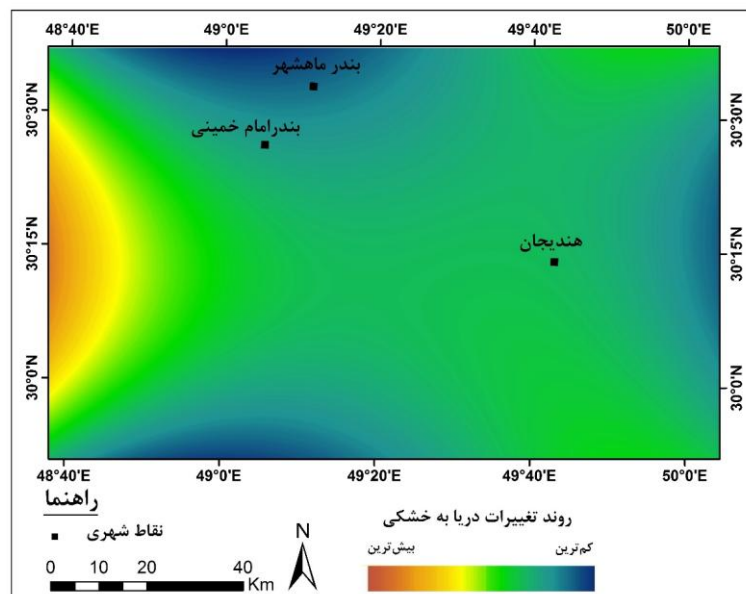 48°40'E 49°0'E 49°20'E 49°40'E 50°0'E
بندر ماهشهر
30°30'N 30°30'N
بندرامام خمینی
هندیجان
30°15'N 30°15'N
30°0'N 30°0'N
48°40'E 49°0'E 49°20'E 49°40'E 50°0'E
راهنما
نقاط شهری
N
0 10 20 40
Km
روند تغییرات دریا به خشکی
بیش‌ترین کم‌ترین